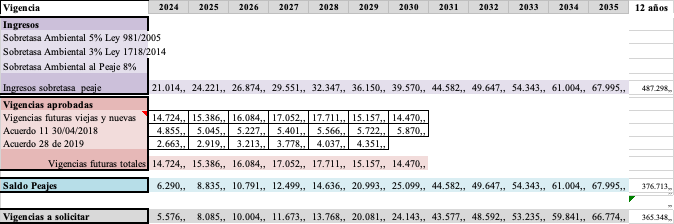 Vigencia 2024 2025 2026 2027 2028 2029 2030 2031 2032 2033 2034 2035 12 años
Ingresos
Sobretasa Ambiental 5% Ley 981/2005
Sobretasa Ambiental 3% Ley 1718/2014
Sobretasa Ambiental al Peaje 8%
Ingresos sobretasa peaje 21.014,, 24.221,, 26.874,, 29.551,, 32.347,, 36.150,, 39.570,, 44.582,, 49.647,, 54.343,, 61.004,, 67.995,, 487.298,,
Vigencias aprobadas
Vigencias futuras viejas y nuevas 14.724,, 15.386,, 16.084,, 17.052,, 17.711,, 15.157,, 14.470,,
Acuerdo 11 30/04/2018 4.855,, 5.045,, 5.227,, 5.401,, 5.566,, 5.722,, 5.870,,
Acuerdo 28 de 2019 2.663,, 2.919,, 3.213,, 3.778,, 4.037,, 4.351,,
Vigencias futuras totales 14.724,, 15.386,, 16.084,, 17.052,, 17.711,, 15.157,, 14.470,,
Saldo Peajes 6.290,, 8.835,, 10.791,, 12.499,, 14.636,, 20.993,, 25.099,, 44.582,, 49.647,, 54.343,, 61.004,, 67.995,, 376.713,,
,,
Vigencias a solicitar 5.576,, 8.085,, 10.004,, 11.673,, 13.768,, 20.081,, 24.143,, 43.577,, 48.592,, 53.235,, 59.841,, 66.774,, 365.348,,